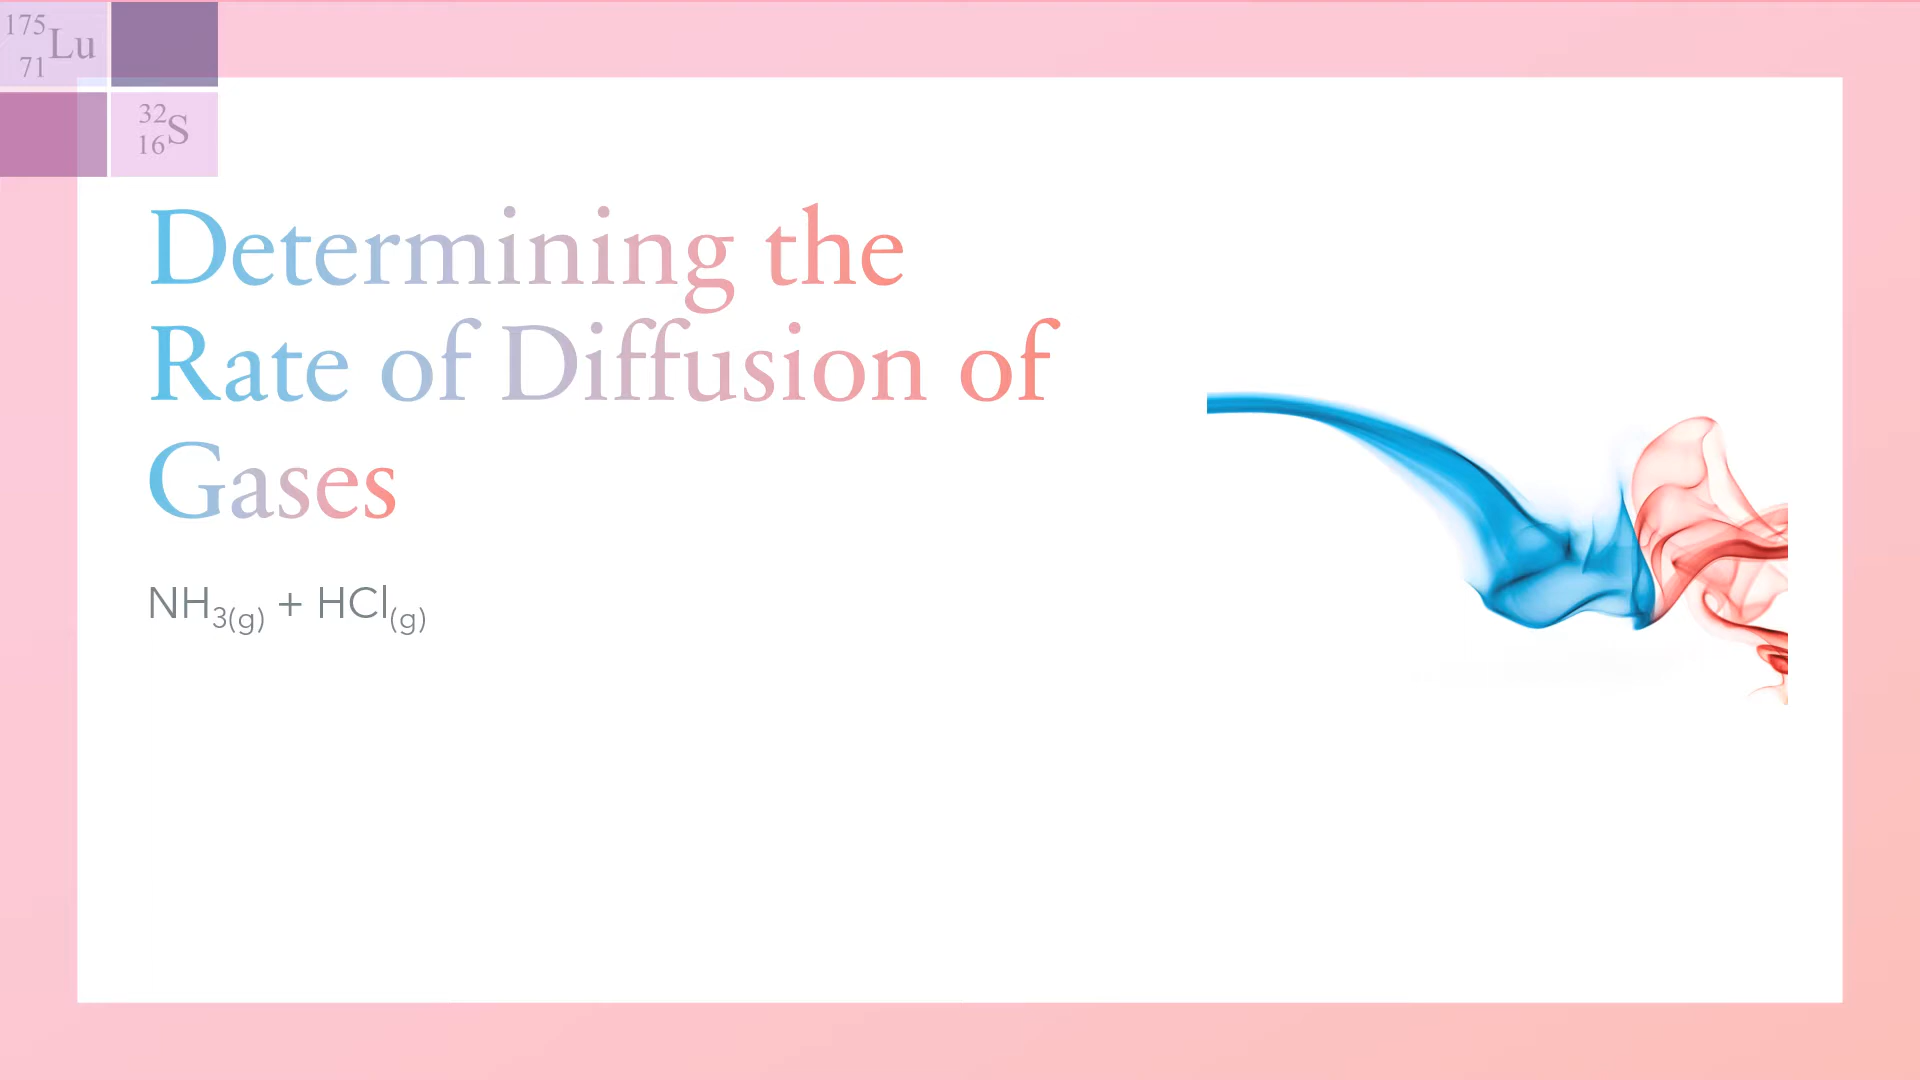 175
71 Lu
32
16 S
Determining the
Rate of Diffusion of
Gases
NH3(g) + HCl(g)